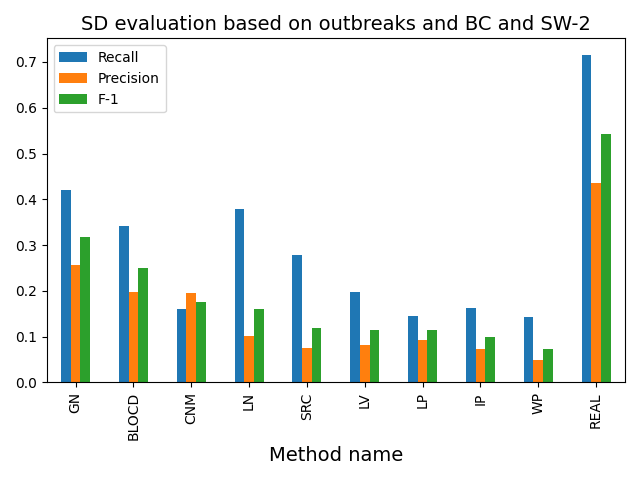 SD evaluation based on outbreaks and BC and SW-2
Recall
Precision
F-1
0.7
0.6
0.5
0.4
0.3
0.2
0.1
0.0
GN
BLOCD
CNM
LN
SRC
LV
LP
IP
WP
REAL
Method name